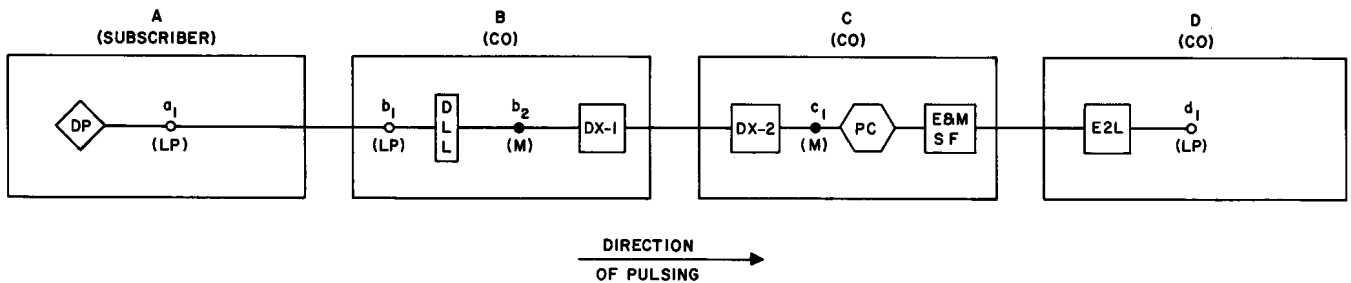 A
(SUBSCRIBER)
B
(CO)
C
(CO)
D
(CO)
DP
a1
(LP)
b1
(LP)
D
L
L
b2
(M)
DX-1
DX-2
c1
(M)
PC
E&M
SF
E2L
d1
(LP)
DIRECTION
OF PULSING